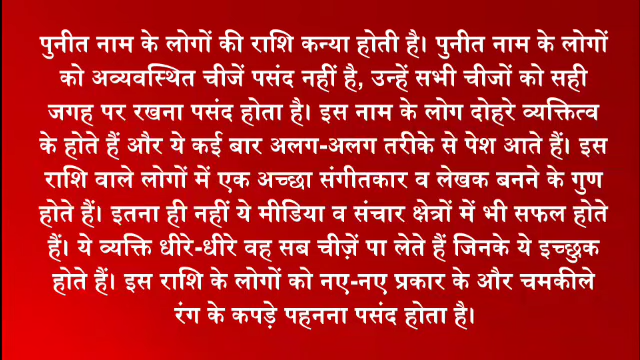 पुनीत नाम के लोगों की राशि कन्या होती है। पुनीत नाम के लोगों
को अव्यवस्थित चीजें पसंद नहीं है, उन्हें सभी चीजों को सही
जगह पर रखना पसंद होता है। इस नाम के लोग दोहरे व्यक्तित्व
के होते हैं और ये कई बार अलग-अलग तरीके से पेश आते हैं। इस
राशि वाले लोगों में एक अच्छा संगीतकार व लेखक बनने के गुण
होते हैं। इतना ही नहीं ये मीडिया व संचार क्षेत्रों में भी सफल होते
हैं। ये व्यक्ति धीरे-धीरे वह सब चीज़ें पा लेते हैं जिनके ये इच्छुक
होते हैं। इस राशि के लोगों को नए-नए प्रकार के और चमकीले
रंग के कपड़े पहनना पसंद होता है।